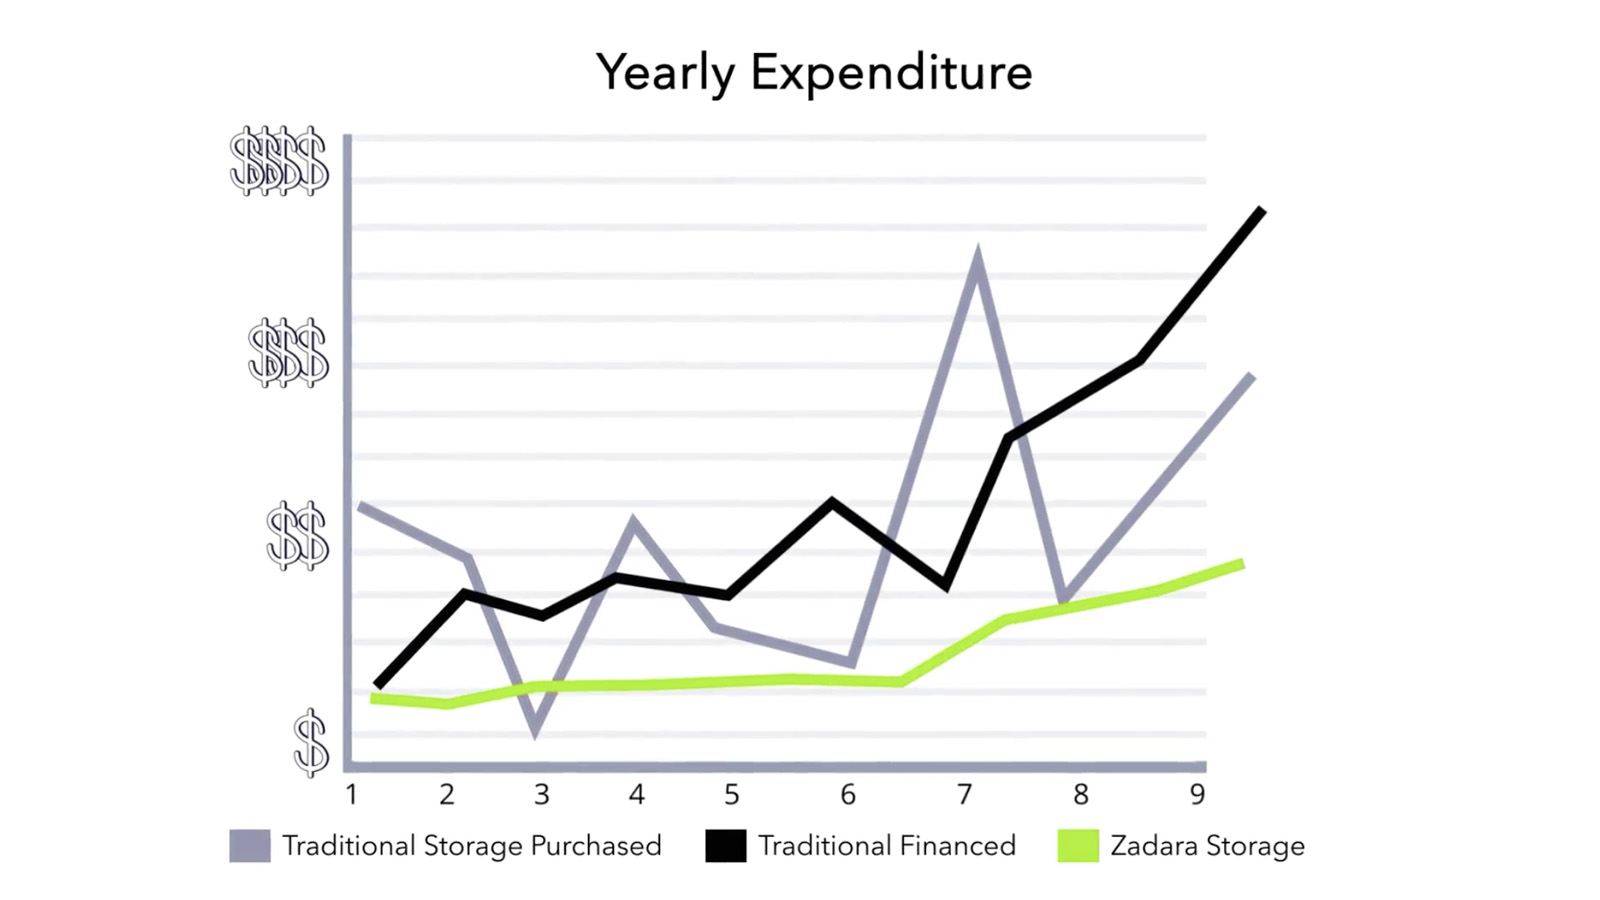 Yearly Expenditure
$$$$
$$$
$$
$
1 2 3 4 5 6 7 8 9
Traditional Storage Purchased Traditional Financed Zadara Storage